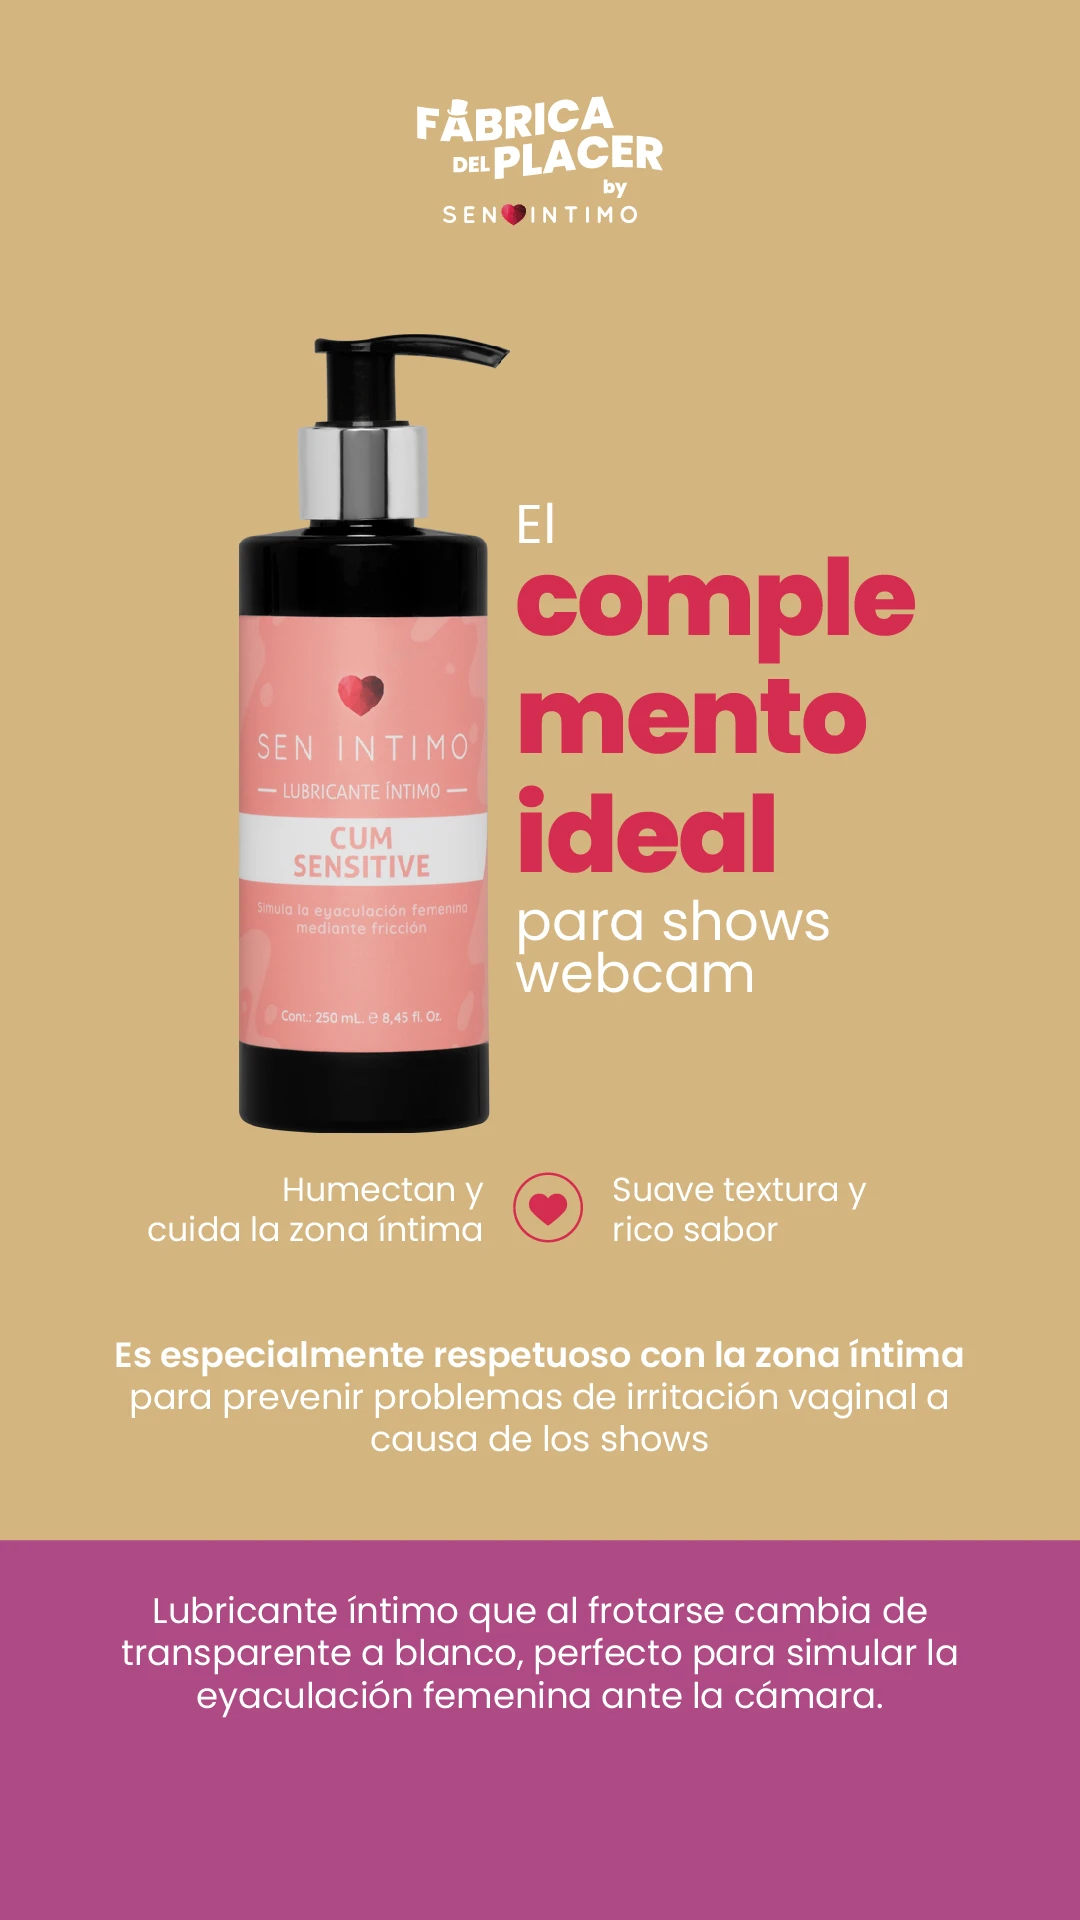 FÁBRICA
DEL PLACER
by
SEN INTIMO
El
comple
mento
ideal
para shows
webcam
SEN INTIMO
LUBRICANTE ÍNTIMO
CUM
SENSITIVE
Simula la eyaculación femenina
mediante fricción
Cont.: 250 mL. ℮ 8,45 fl. Oz.
Humectan y
cuida la zona íntima
Suave textura y
rico sabor
Es especialmente respetuoso con la zona íntima
para prevenir problemas de irritación vaginal a
causa de los shows
Lubricante íntimo que al frotarse cambia de
transparente a blanco, perfecto para simular la
eyaculación femenina ante la cámara.